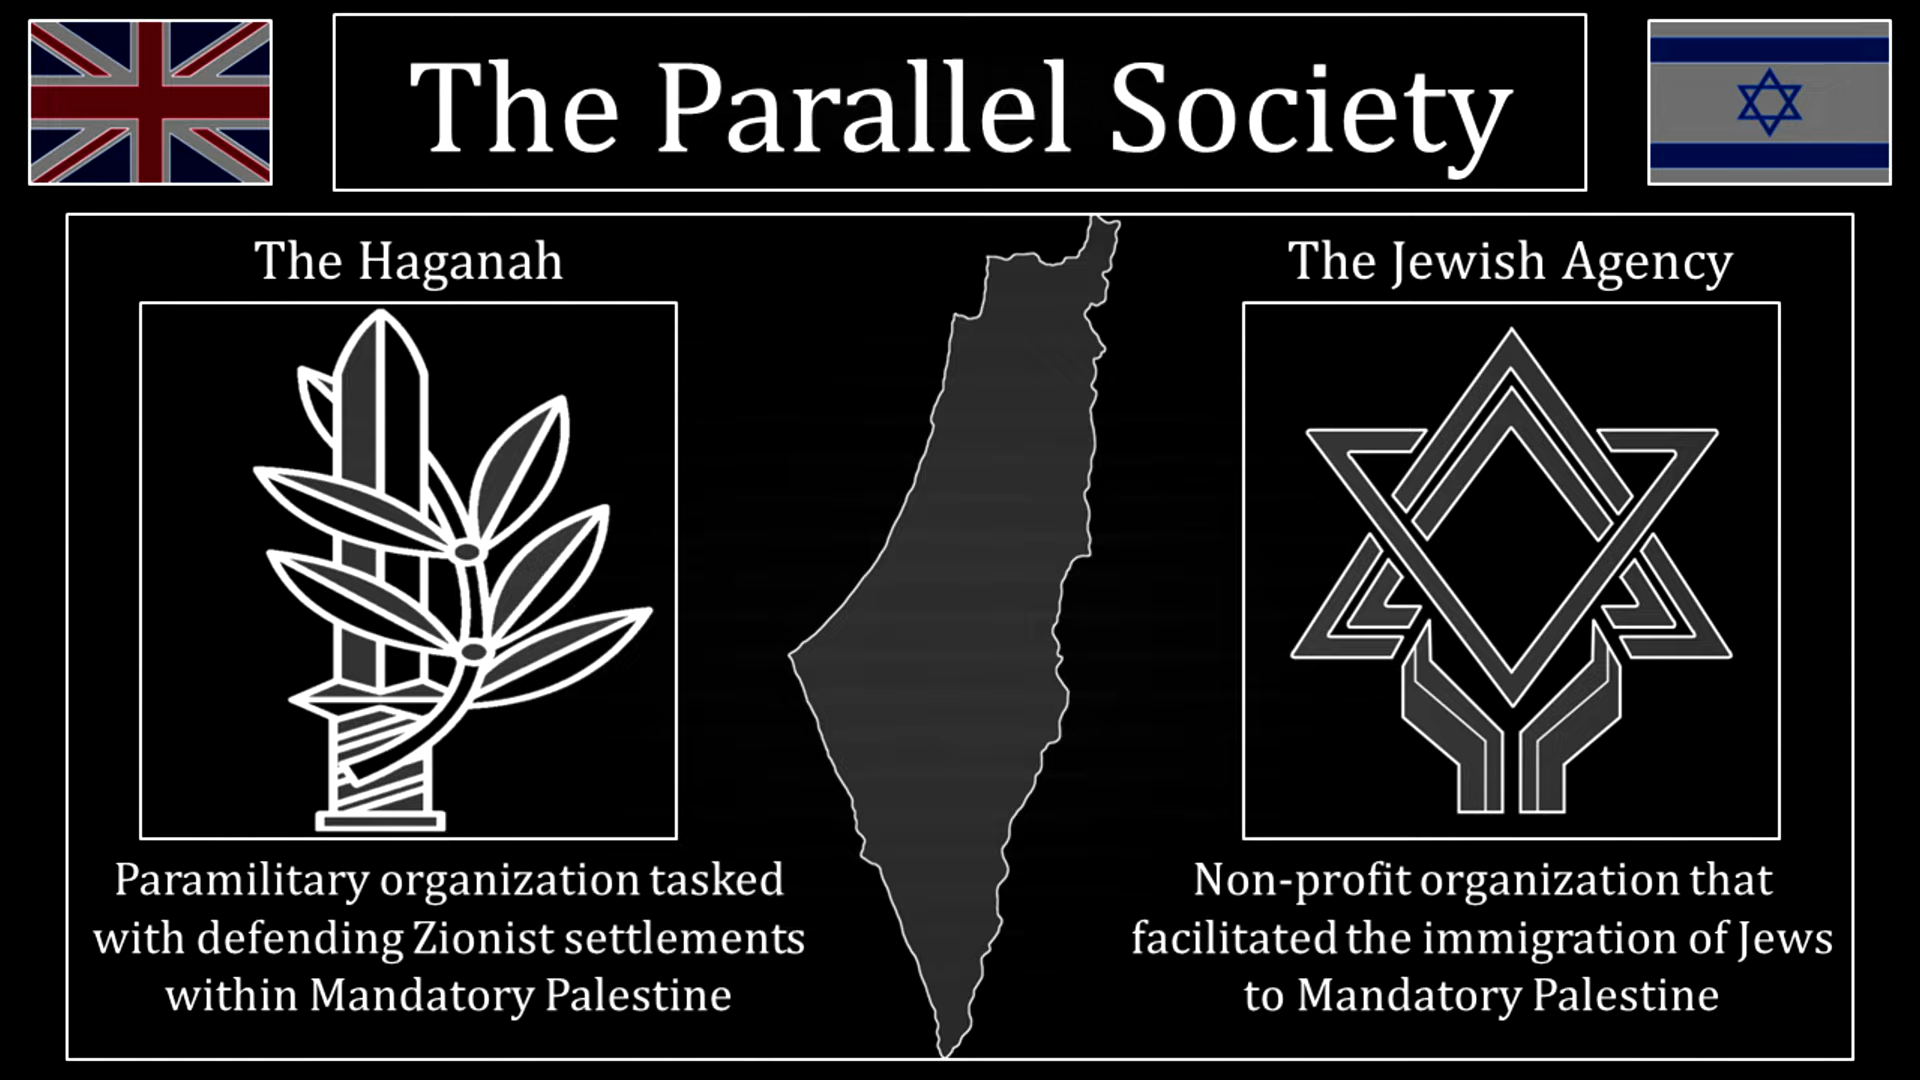 The Parallel Society
The Haganah
The Jewish Agency
Paramilitary organization tasked
with defending Zionist settlements
within Mandatory Palestine
Non-profit organization that
facilitated the immigration of Jews
to Mandatory Palestine